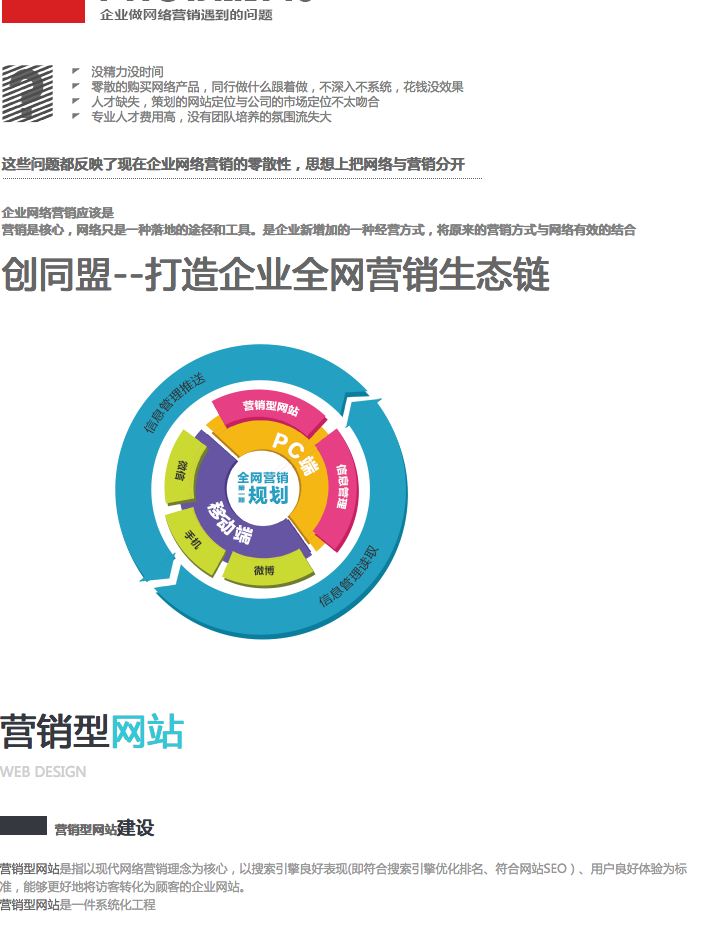 企业做网络营销遇到的问题
没精力没时间
零散的购买网络产品，同行做什么跟着做，不深入不系统，花钱没效果
人才缺失，策划的网站定位与公司的市场定位不太吻合
专业人才费用高，没有团队培养的氛围流失大
这些问题都反映了现在企业网络营销的零散性，思想上把网络与营销分开
企业网络营销应该是
营销是核心，网络只是一种落地的途径和工具。是企业新增加的一种经营方式，将原来的营销方式与网络有效的结合
创同盟--打造企业全网营销生态链
信息管理推送
营销型网站
PC端
信息管理
微信
全网营销
规划
移动端
手机
微博
信息管理读取
营销型网站
WEB DESIGN
营销型网站建设
营销型网站是指以现代网络营销理念为核心，以搜索引擎良好表现(即符合搜索引擎优化排名、符合网站SEO）、用户良好体验为标
准，能够更好地将访客转化为顾客的企业网站。
营销型网站是一件系统化工程